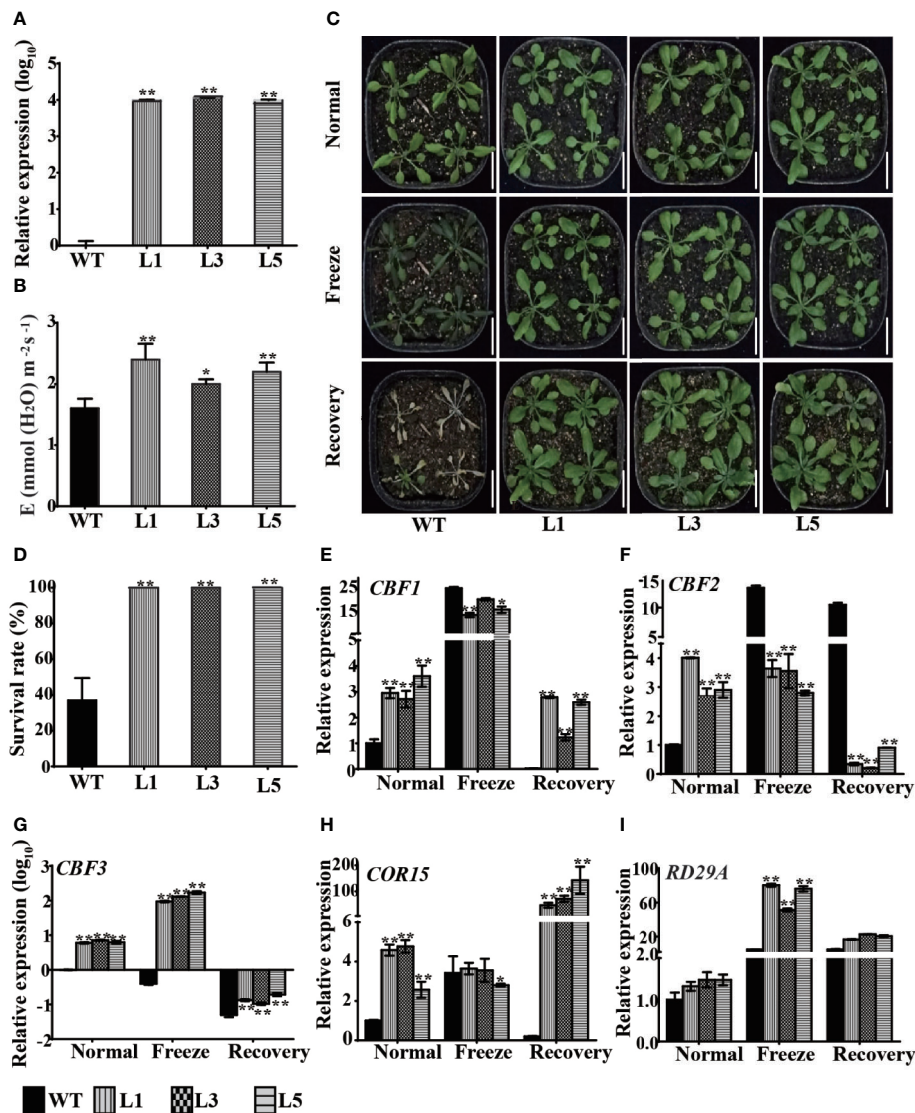 A
Relative expression (log10)
5
4
3
2
1
0
** ** **
WT L1 L3 L5
B
E (mmol (H2O) m -2s -1)
3
2
1
0
** * **
WT L1 L3 L5
C
Normal
Freeze
Recovery
WT L1 L3 L5
D
Survival rate (%)
100
80
60
40
20
0
** ** **
WT L1 L3 L5
E
CBF1
Relative expression
25
15
5
5
4
3
2
1
0
** ** **
** *
** ** **
Normal Freeze Recovery
F
CBF2
Relative expression
15
10
5
4
3
2
1
0
** ** **
** ** **
** ** **
Normal Freeze Recovery
G
CBF3
Relative expression (log10)
2
1
0
-1
-2
** ** **
** ** **
** ** **
Normal Freeze Recovery
H
COR15
Relative expression
200
100
6
4
2
0
** ** **
*
** ** **
Normal Freeze Recovery
I
RD29A
Relative expression
100
60
20
1.0
0.0
** ** **
Normal Freeze Recovery
WT L1 L3 L5